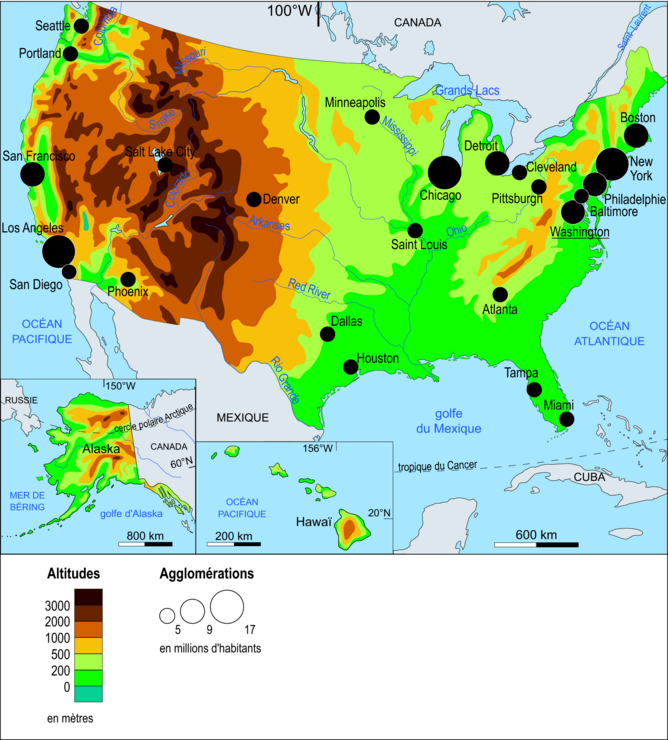 100°W
CANADA
Seattle
Columbia
Portland
Missouri
Saint-Laurent
Grands Lacs
Minneapolis
Mississippi
Snake
Boston
San Francisco
Salt Lake City
Detroit
Cleveland
New
York
Colorado
Denver
Chicago
Pittsburgh
Philadelphie
Baltimore
Los Angeles
Arkansas
Saint Louis
Ohio
Washington
San Diego
Phoenix
Red River
Atlanta
OCÉAN
PACIFIQUE
Dallas
OCÉAN
ATLANTIQUE
Houston
Rio Grande
Tampa
Miami
MEXIQUE
golfe
du Mexique
tropique du Cancer
CUBA
600 km
150°W
RUSSIE
cercle polaire Arctique
Alaska
CANADA
60°N
MER DE
BÉRING
golfe d'Alaska
800 km
156°W
OCÉAN
PACIFIQUE
20°N
Hawaï
200 km
Altitudes
3000
2000
1000
500
200
0
en mètres
Agglomérations
5
9
17
en millions d'habitants